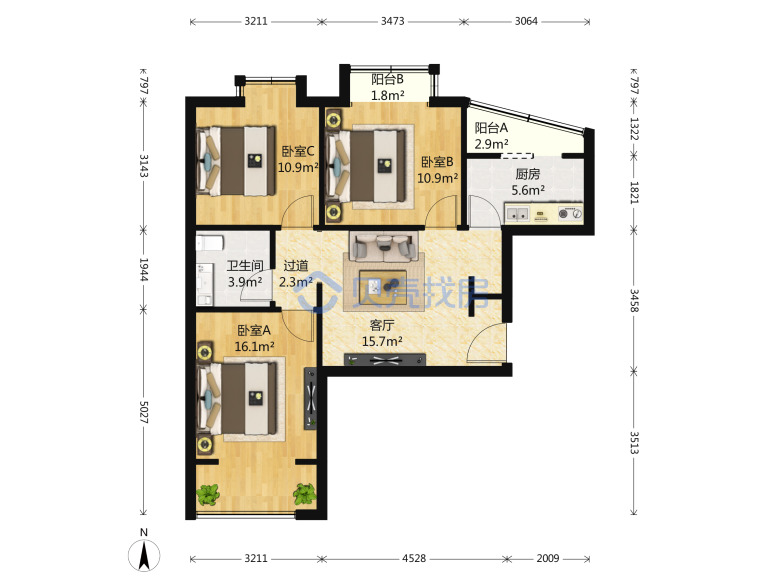 3211
3473
3064
797
3143
1944
5027
797
1322
1821
3458
3513
阳台B
1.8m²
阳台A
2.9m²
卧室C
10.9m²
卧室B
10.9m²
厨房
5.6m²
卫生间
3.9m²
过道
2.3m²
贝壳找房
客厅
15.7m²
卧室A
16.1m²
N
3211
4528
2009